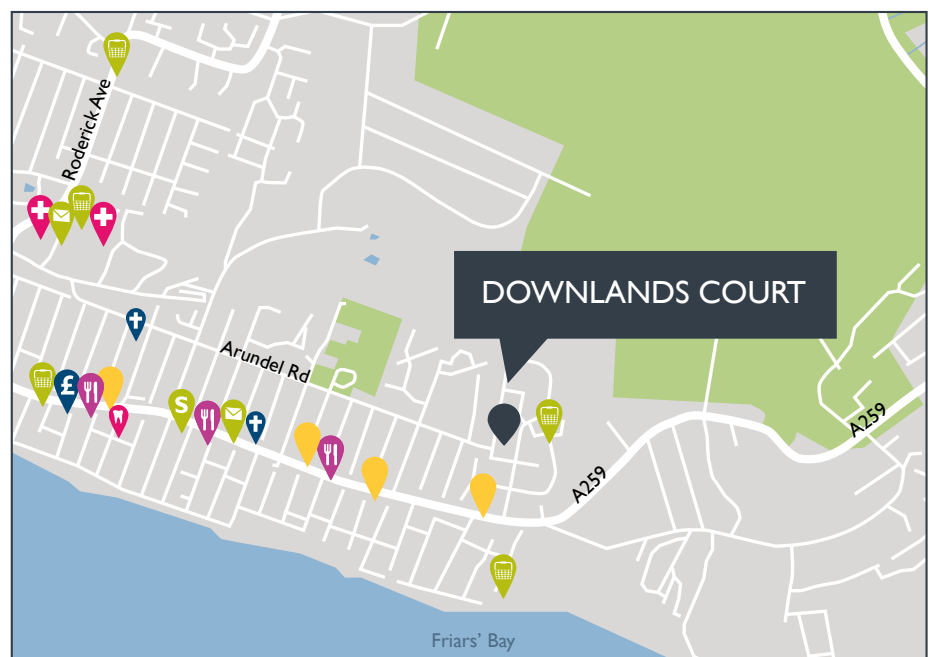 Roderick Ave
DOWNLANDS COURT
Arundel Rd
£
S
A259
A259
Friars' Bay